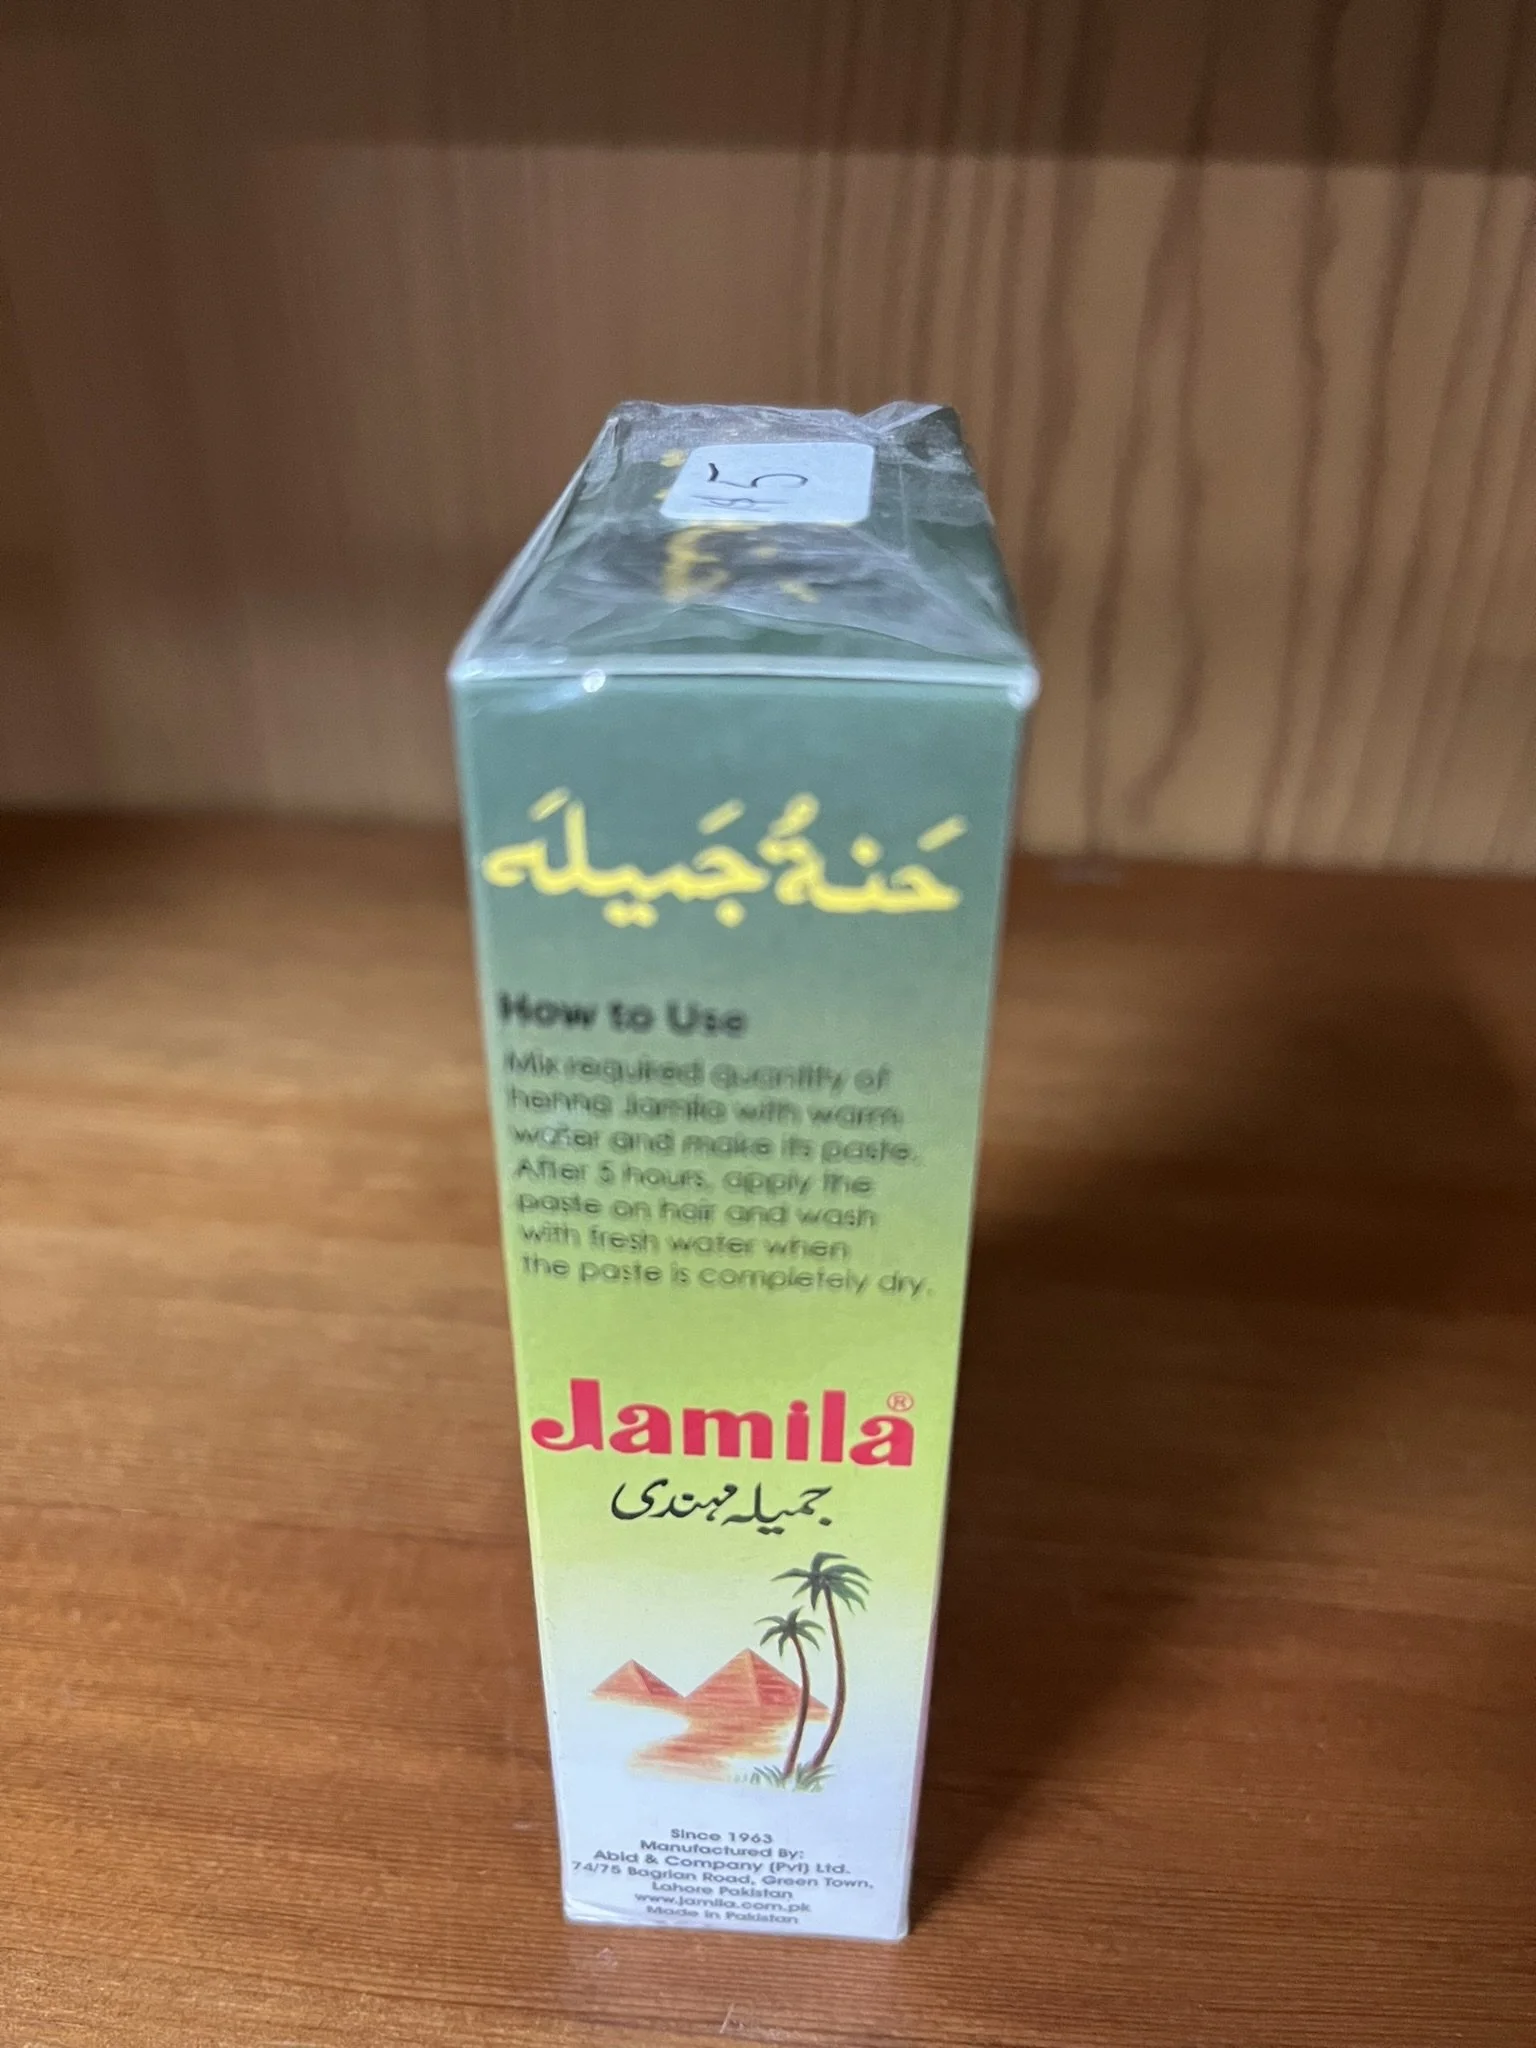 حَنةُ جَميلَه
How to Use
Mix required quantity of
henna Jamila with warm
water and make its paste.
After 5 hours, apply the
paste on hair and wash
with fresh water when
the paste is completely dry.
Jamila®
جمیلہ مہندی
Since 1963
Manufactured By:
Abid & Company (Pvt) Ltd.
74/75 Bagrian Road, Green Town,
Lahore Pakistan
www.jamila.com.pk
Made in Pakistan